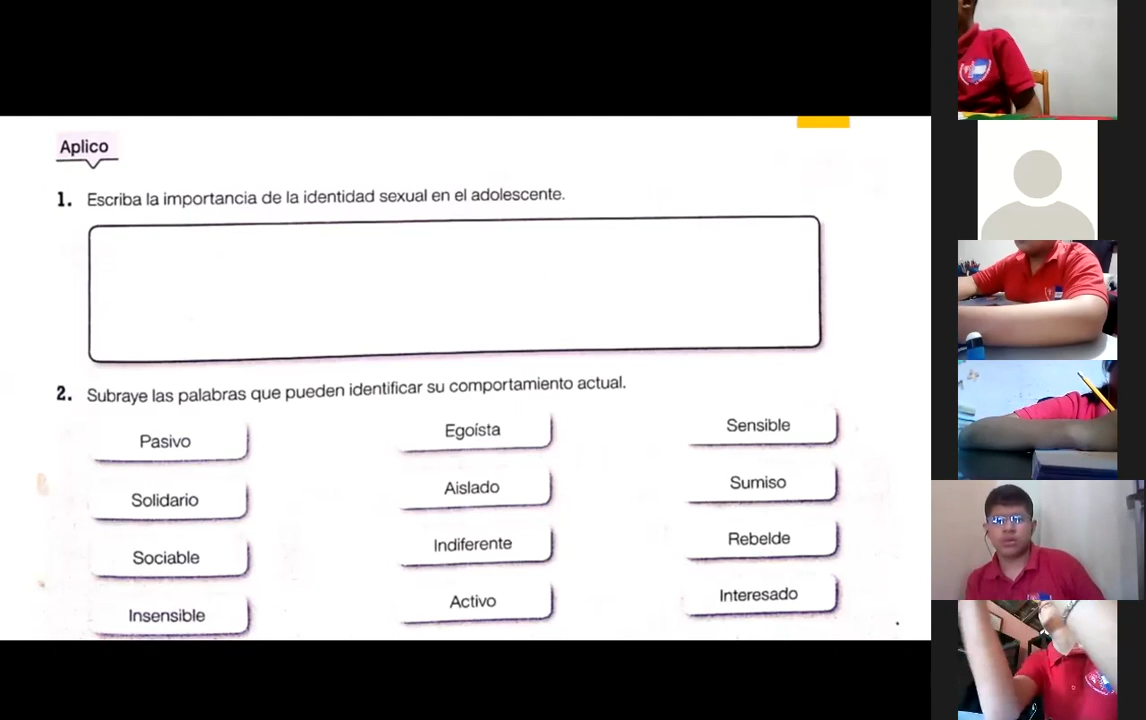 Aplico
1. Escriba la importancia de la identidad sexual en el adolescente.
2. Subraye las palabras que pueden identificar su comportamiento actual.
Pasivo
Egoísta
Sensible
Solidario
Aislado
Sumiso
Sociable
Indiferente
Rebelde
Insensible
Activo
Interesado